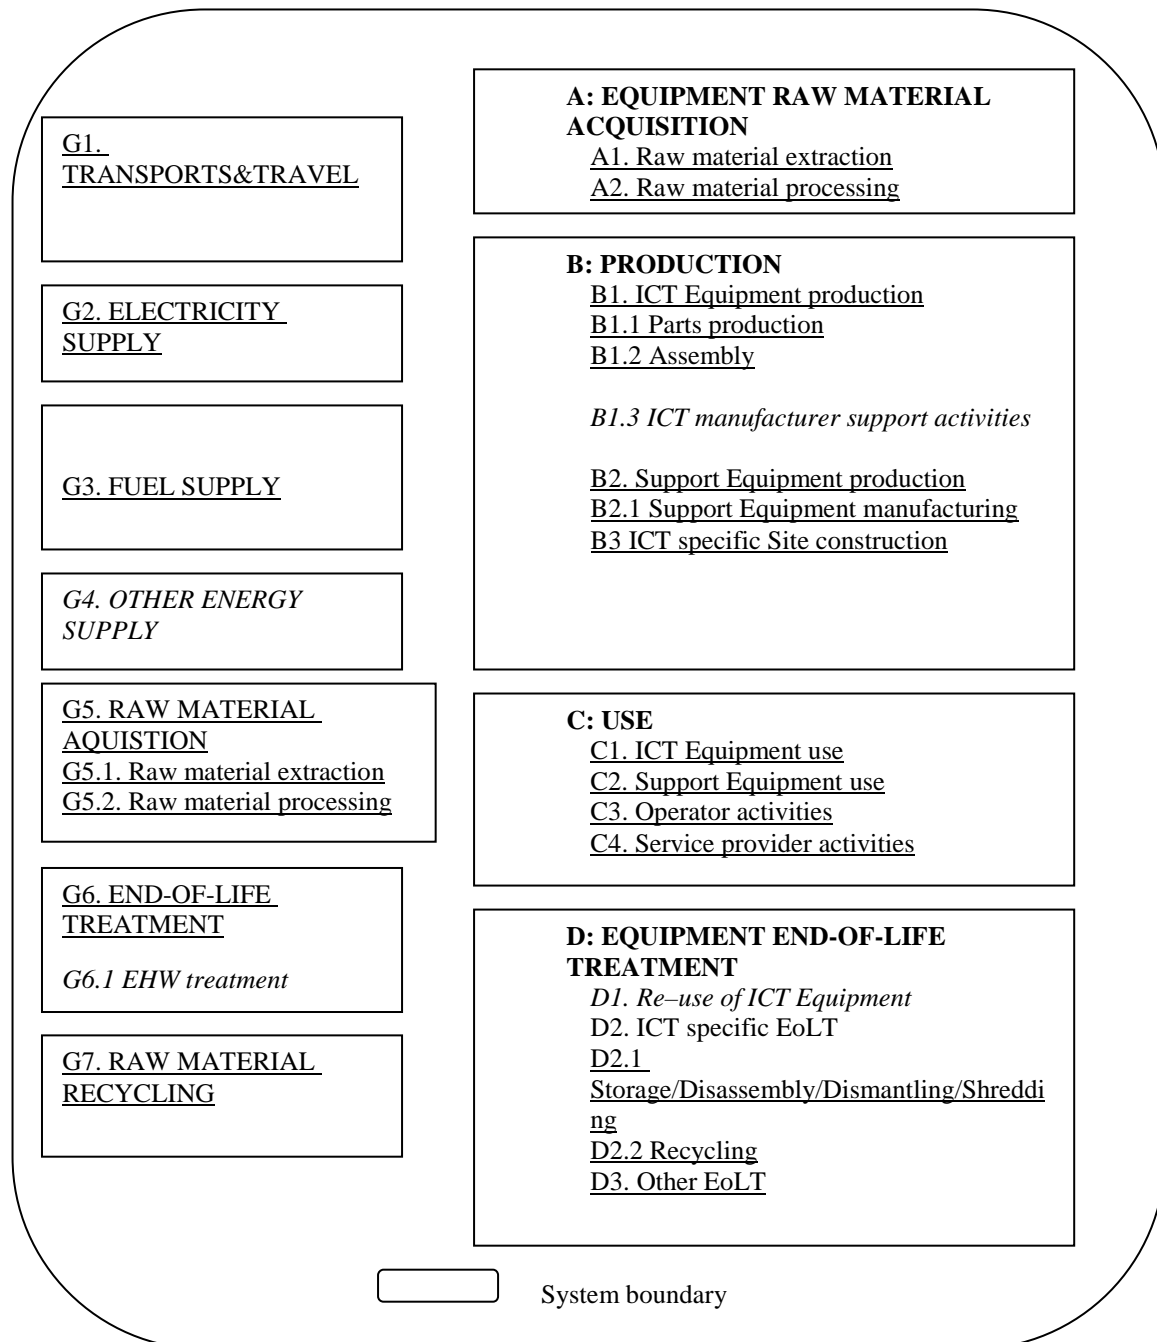 G1.
TRANSPORTS&TRAVEL
G2. ELECTRICITY
SUPPLY
G3. FUEL SUPPLY
G4. OTHER ENERGY
SUPPLY
G5. RAW MATERIAL
AQUISTION
G5.1. Raw material extraction
G5.2. Raw material processing
G6. END-OF-LIFE
TREATMENT
G6.1 EHW treatment
G7. RAW MATERIAL
RECYCLING
A: EQUIPMENT RAW MATERIAL
ACQUISITION
A1. Raw material extraction
A2. Raw material processing
B: PRODUCTION
B1. ICT Equipment production
B1.1 Parts production
B1.2 Assembly
B1.3 ICT manufacturer support activities
B2. Support Equipment production
B2.1 Support Equipment manufacturing
B3 ICT specific Site construction
C: USE
C1. ICT Equipment use
C2. Support Equipment use
C3. Operator activities
C4. Service provider activities
D: EQUIPMENT END-OF-LIFE
TREATMENT
D1. Re–use of ICT Equipment
D2. ICT specific EoLT
D2.1
Storage/Disassembly/Dismantling/Shreddi
ng
D2.2 Recycling
D3. Other EoLT
System boundary